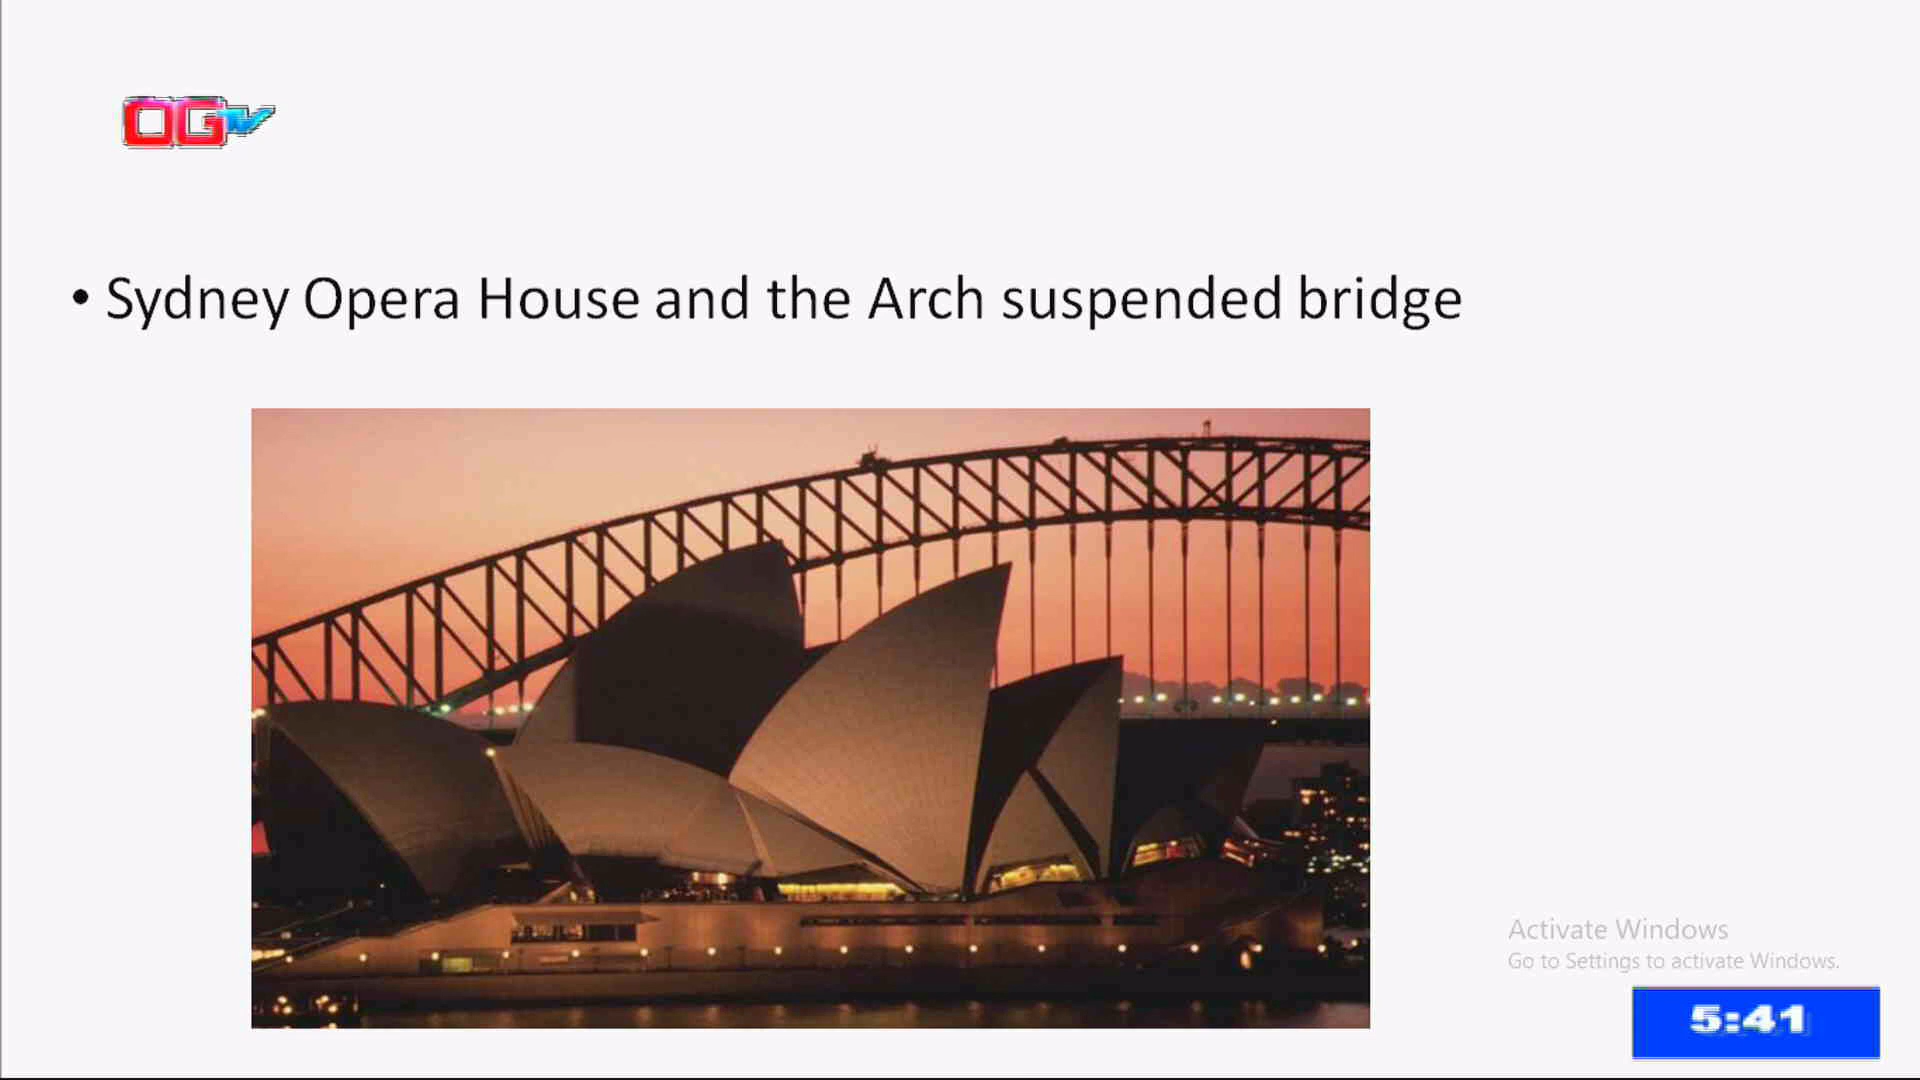 OGTV
• Sydney Opera House and the Arch suspended bridge
Activate Windows
Go to Settings to activate Windows.
5:41